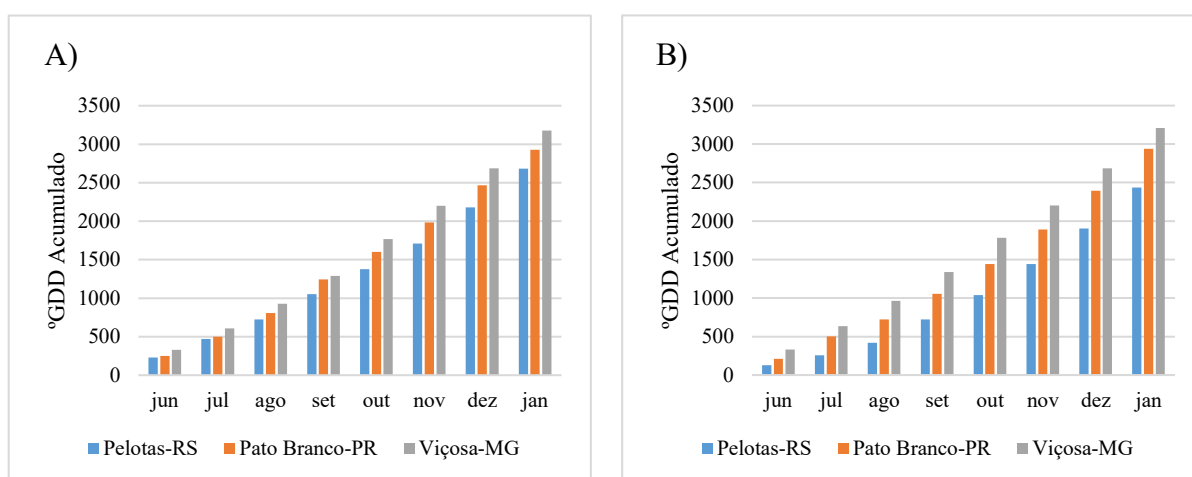 A)
ºGDD Acumulado
3500
3000
2500
2000
1500
1000
500
0
jun jul ago set out nov dez jan
Pelotas-RS Pato Branco-PR Viçosa-MG
B)
ºGDD Acumulado
3500
3000
2500
2000
1500
1000
500
0
jun jul ago set out nov dez jan
Pelotas-RS Pato Branco-PR Viçosa-MG